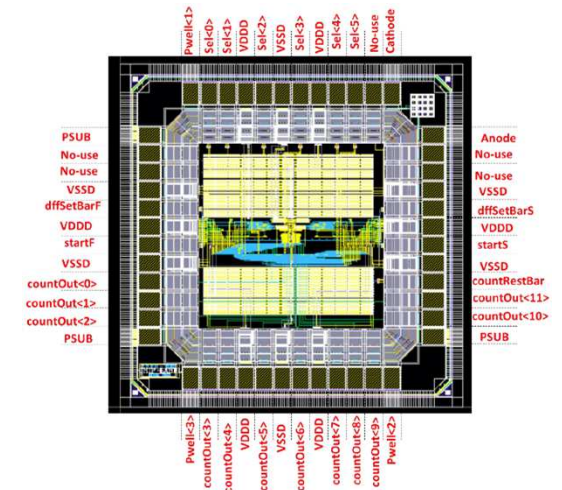 Pwell<1>
Sel<0>
Sel<1>
VDDD
Sel<2>
VSSD
Sel<3>
VDDD
Sel<4>
Sel<5>
No-use
Cathode
PSUB
No-use
No-use
VSSD
dffSetBarF
VDDD
startF
VSSD
countOut<0>
countOut<1>
countOut<2>
PSUB
Anode
No-use
No-use
VSSD
dffSetBarS
VDDD
startS
VSSD
countRestBar
countOut<11>
countOut<10>
PSUB
Pwell<3>
countOut<3>
countOut<4>
VDDD
countOut<5>
VSSD
countOut<6>
VDDD
countOut<7>
countOut<8>
countOut<9>
Pwell<2>